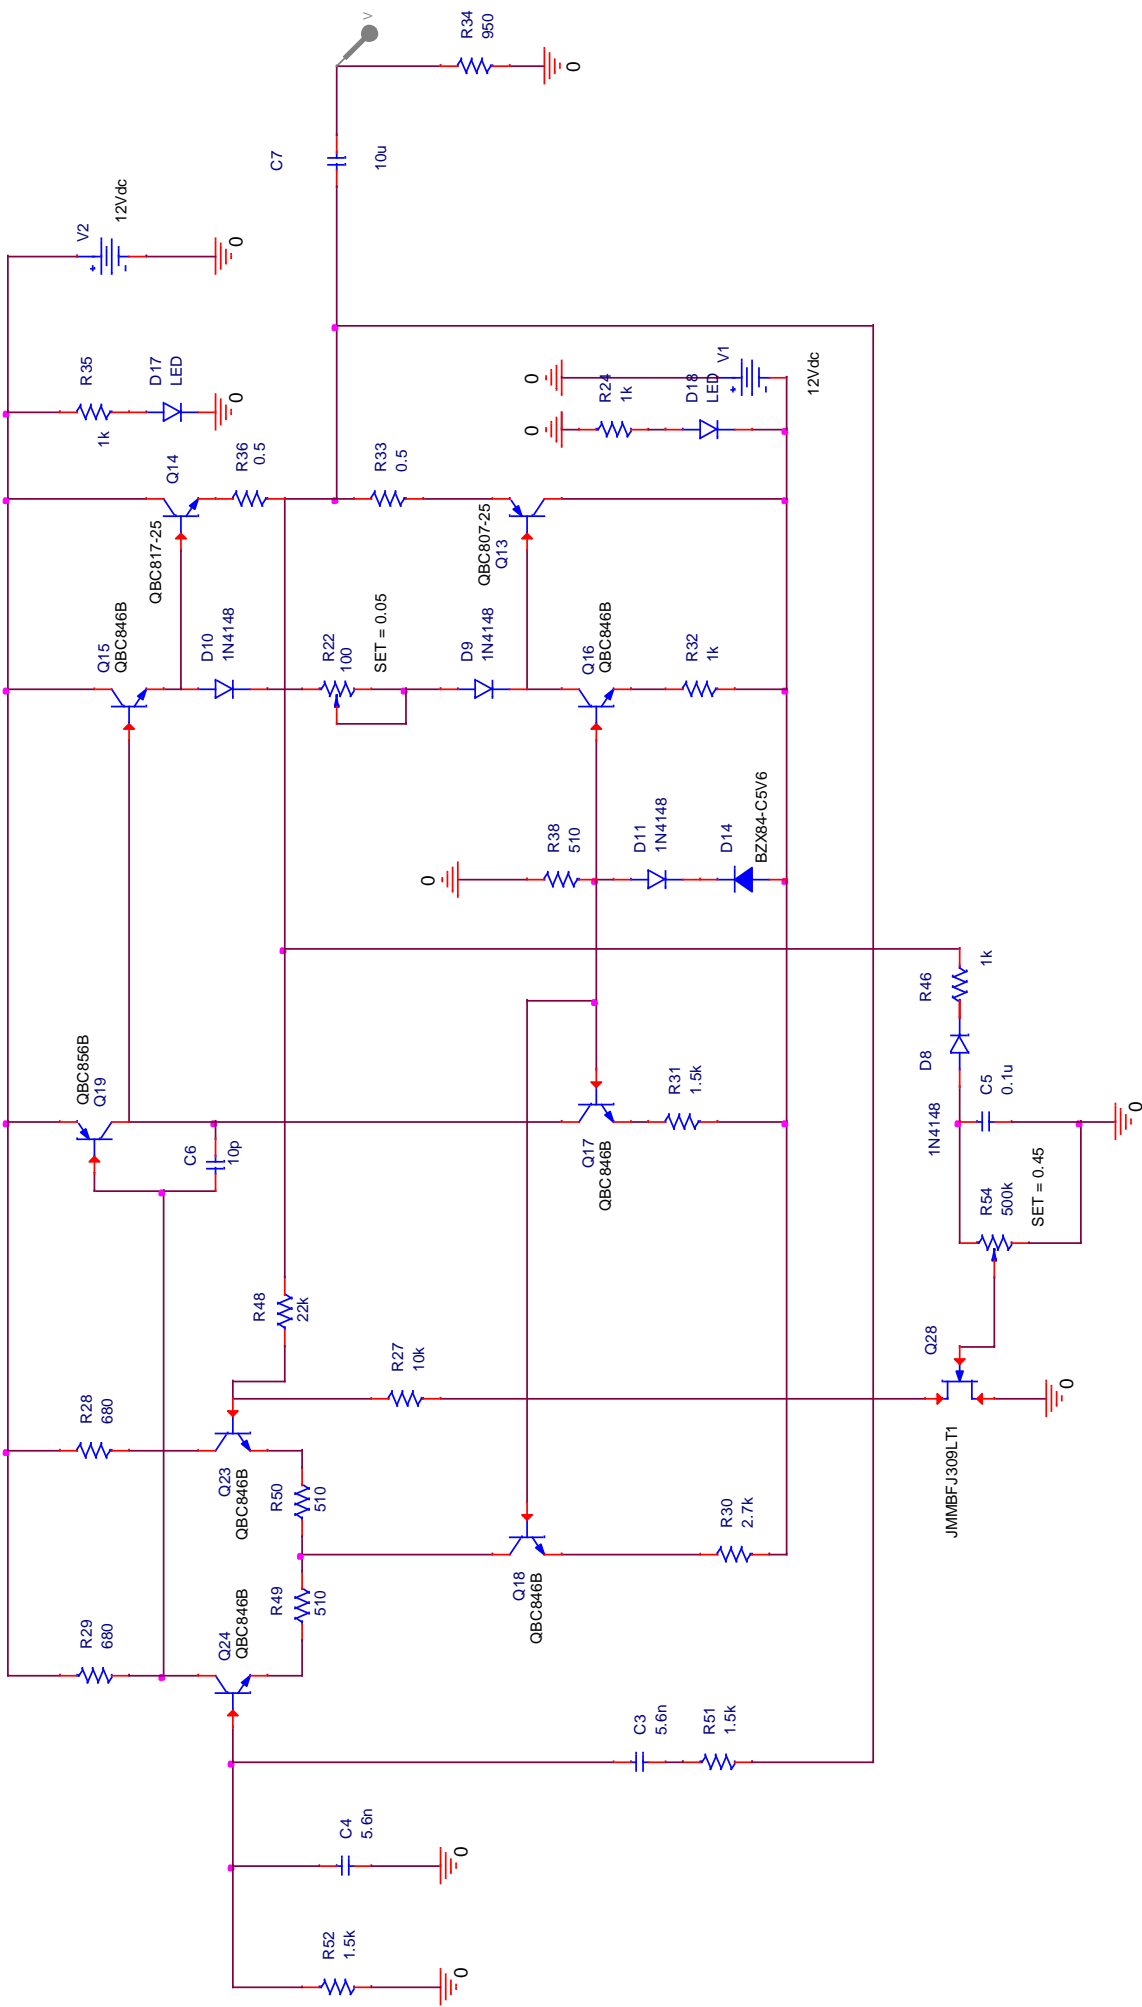 V
R34
950
0
C7
10u
V2
12Vdc
+
-
0
R35
1k
D17
LED
0
Q14
QBC817-25
R36
0.5
R33
0.5
QBC807-25
Q13
0
0
R24
1k
D18
LED
V1
+
-
12Vdc
Q15
QBC846B
D10
1N4148
R22
100
SET = 0.05
D9
1N4148
Q16
QBC846B
R32
1k
0
R38
510
D11
1N4148
D14
BZX84-C5V6
QBC856B
Q19
C6
10p
Q17
QBC846B
R31
1.5k
R46
1k
D8
1N4148
C5
0.1u
0
R54
500k
SET = 0.45
R48
22k
R27
10k
Q28
JMMBFJ309LT1
0
R28
680
Q23
QBC846B
R50
510
R49
510
Q18
QBC846B
R30
2.7k
R29
680
Q24
QBC846B
C3
5.6n
R51
1.5k
C4
5.6n
0
R52
1.5k
0